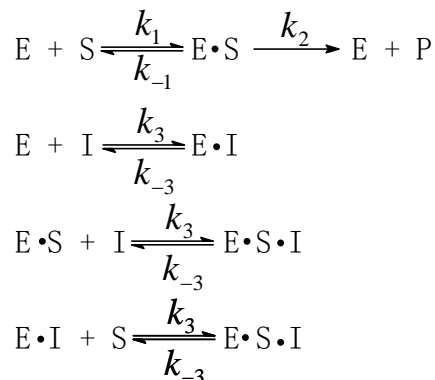 E + S ⇌ E•S → E + P k₁ k₋₁ k₂
E + I ⇌ E•I k₃ k₋₃
E•S + I ⇌ E•S•I k₃ k₋₃
E•I + S ⇌ E•S•I k₃ k₋₃